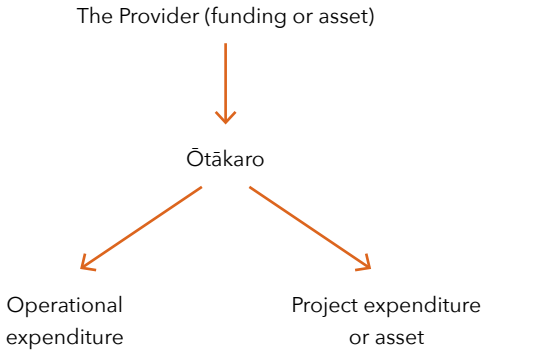 The Provider (funding or asset)
Ōtākaro
Operational
expenditure
Project expenditure
or asset